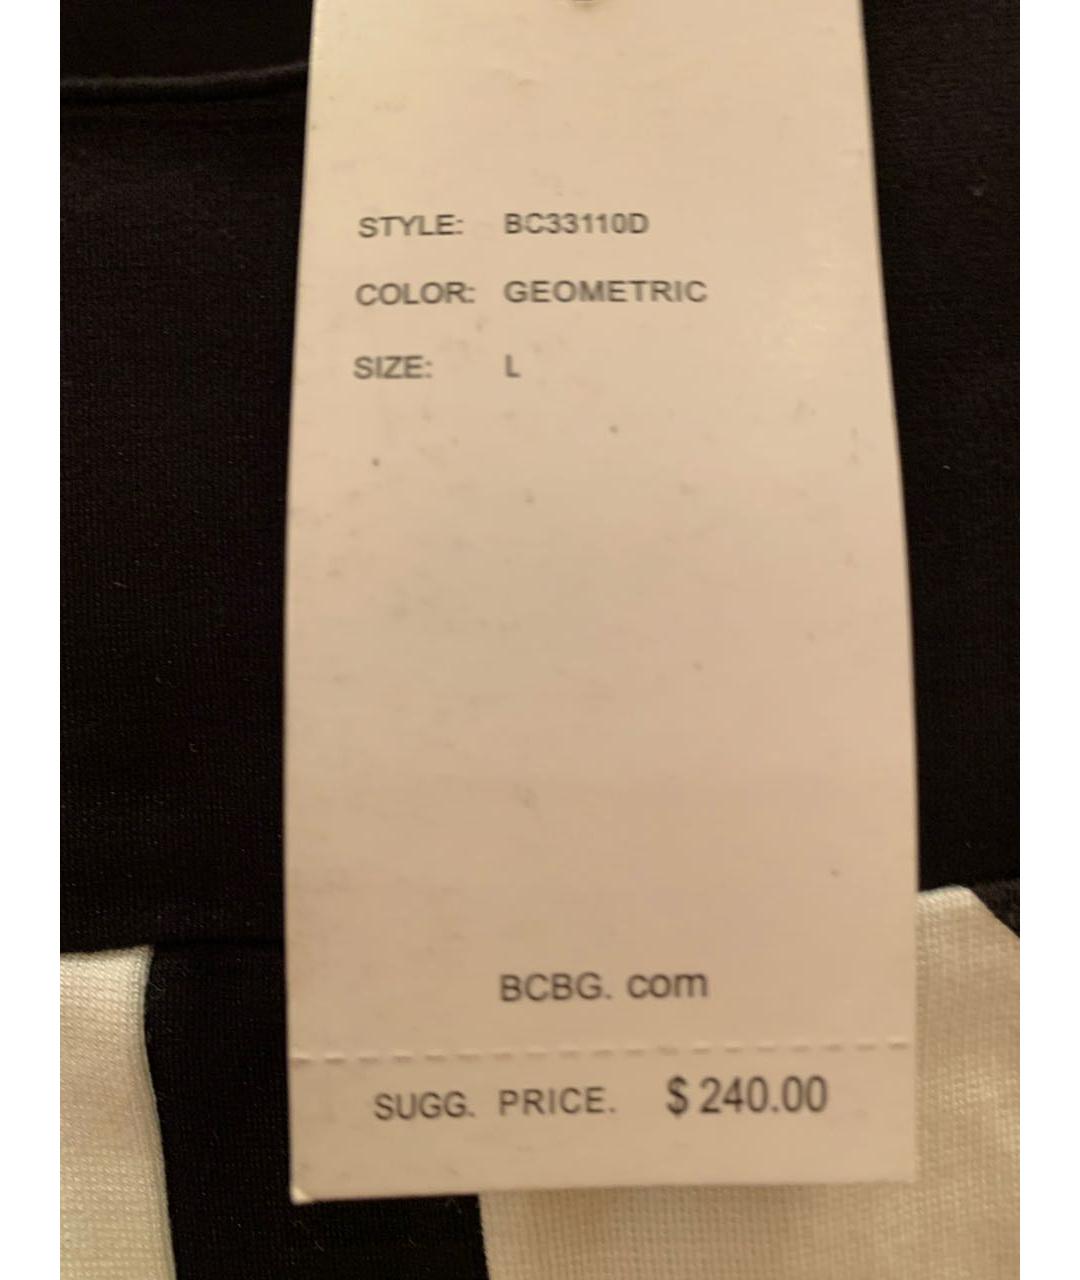 STYLE: BC33110D
COLOR: GEOMETRIC
SIZE: L
BCBG. com
SUGG. PRICE. $ 240.00